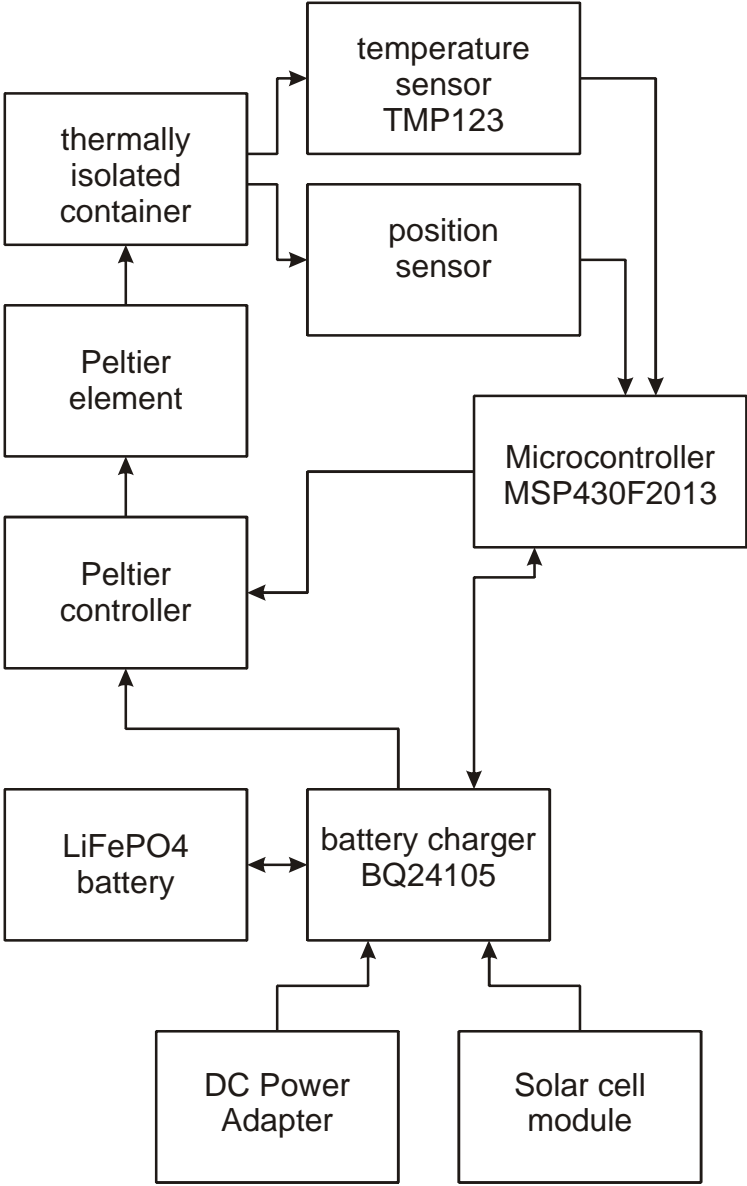 temperature
sensor
TMP123
thermally
isolated
container
position
sensor
Peltier
element
Microcontroller
MSP430F2013
Peltier
controller
LiFePO4
battery
battery charger
BQ24105
DC Power
Adapter
Solar cell
module